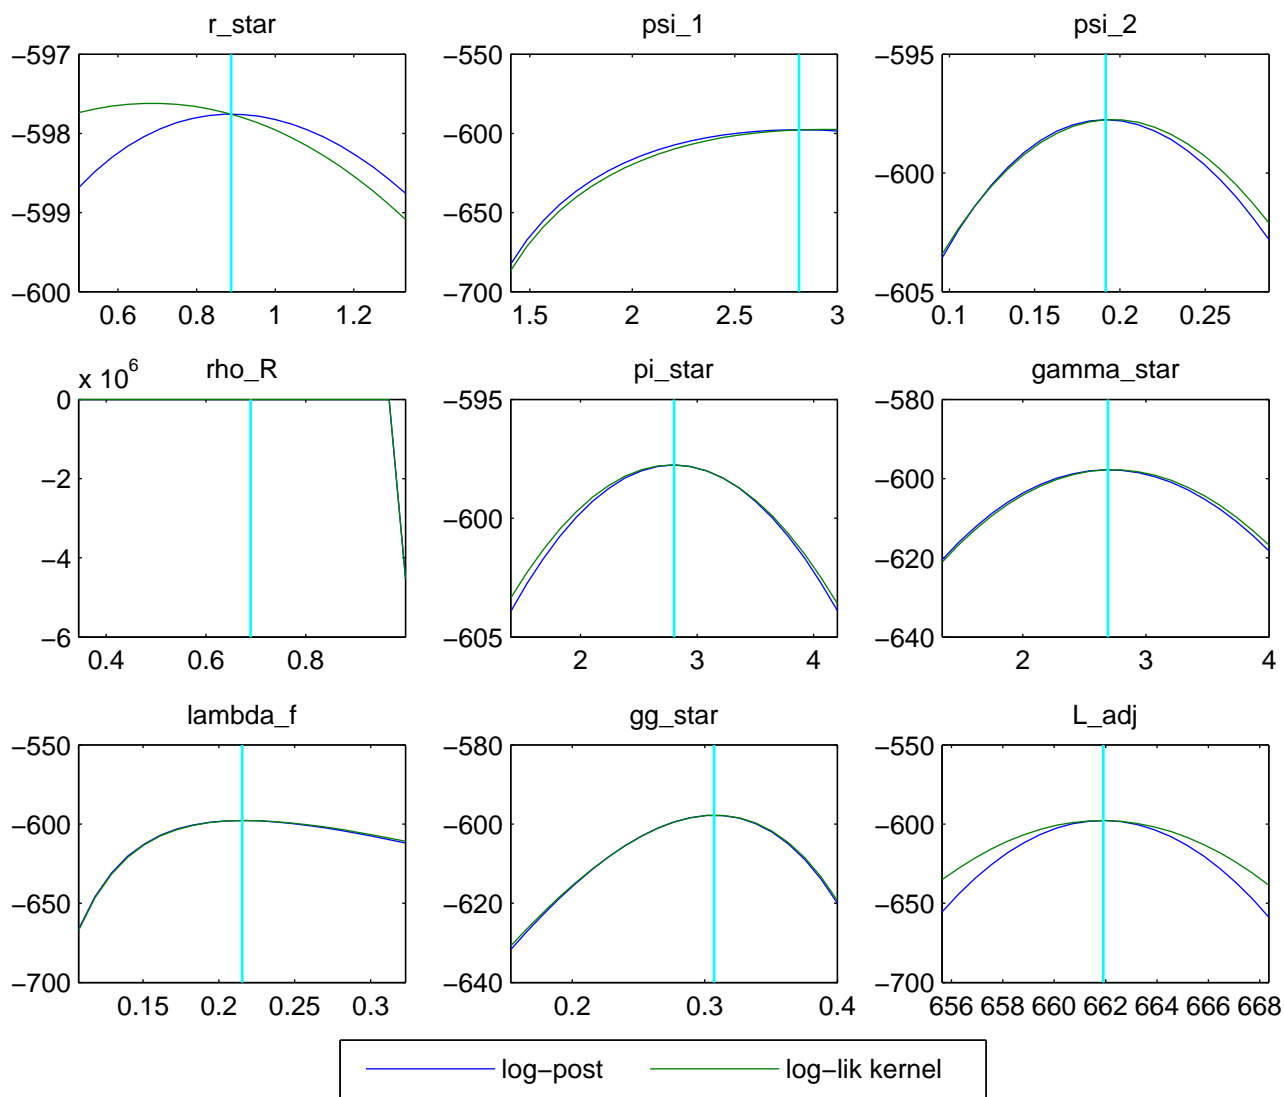 r_star
psi_1
psi_2
−597
−598
−599
−600
0.6 0.8 1 1.2
−550
−600
−650
−700
1.5 2 2.5 3
−595
−600
−605
0.1 0.15 0.2 0.25
rho_R
pi_star
gamma_star
x 10^6
0
−2
−4
−6
0.4 0.6 0.8
−595
−600
−605
2 3 4
−580
−600
−620
−640
2 3 4
lambda_f
gg_star
L_adj
−550
−600
−650
−700
0.15 0.2 0.25 0.3
−580
−600
−620
−640
0.2 0.3 0.4
−550
−600
−650
−700
656 658 660 662 664 666 668
log−post
log−lik kernel